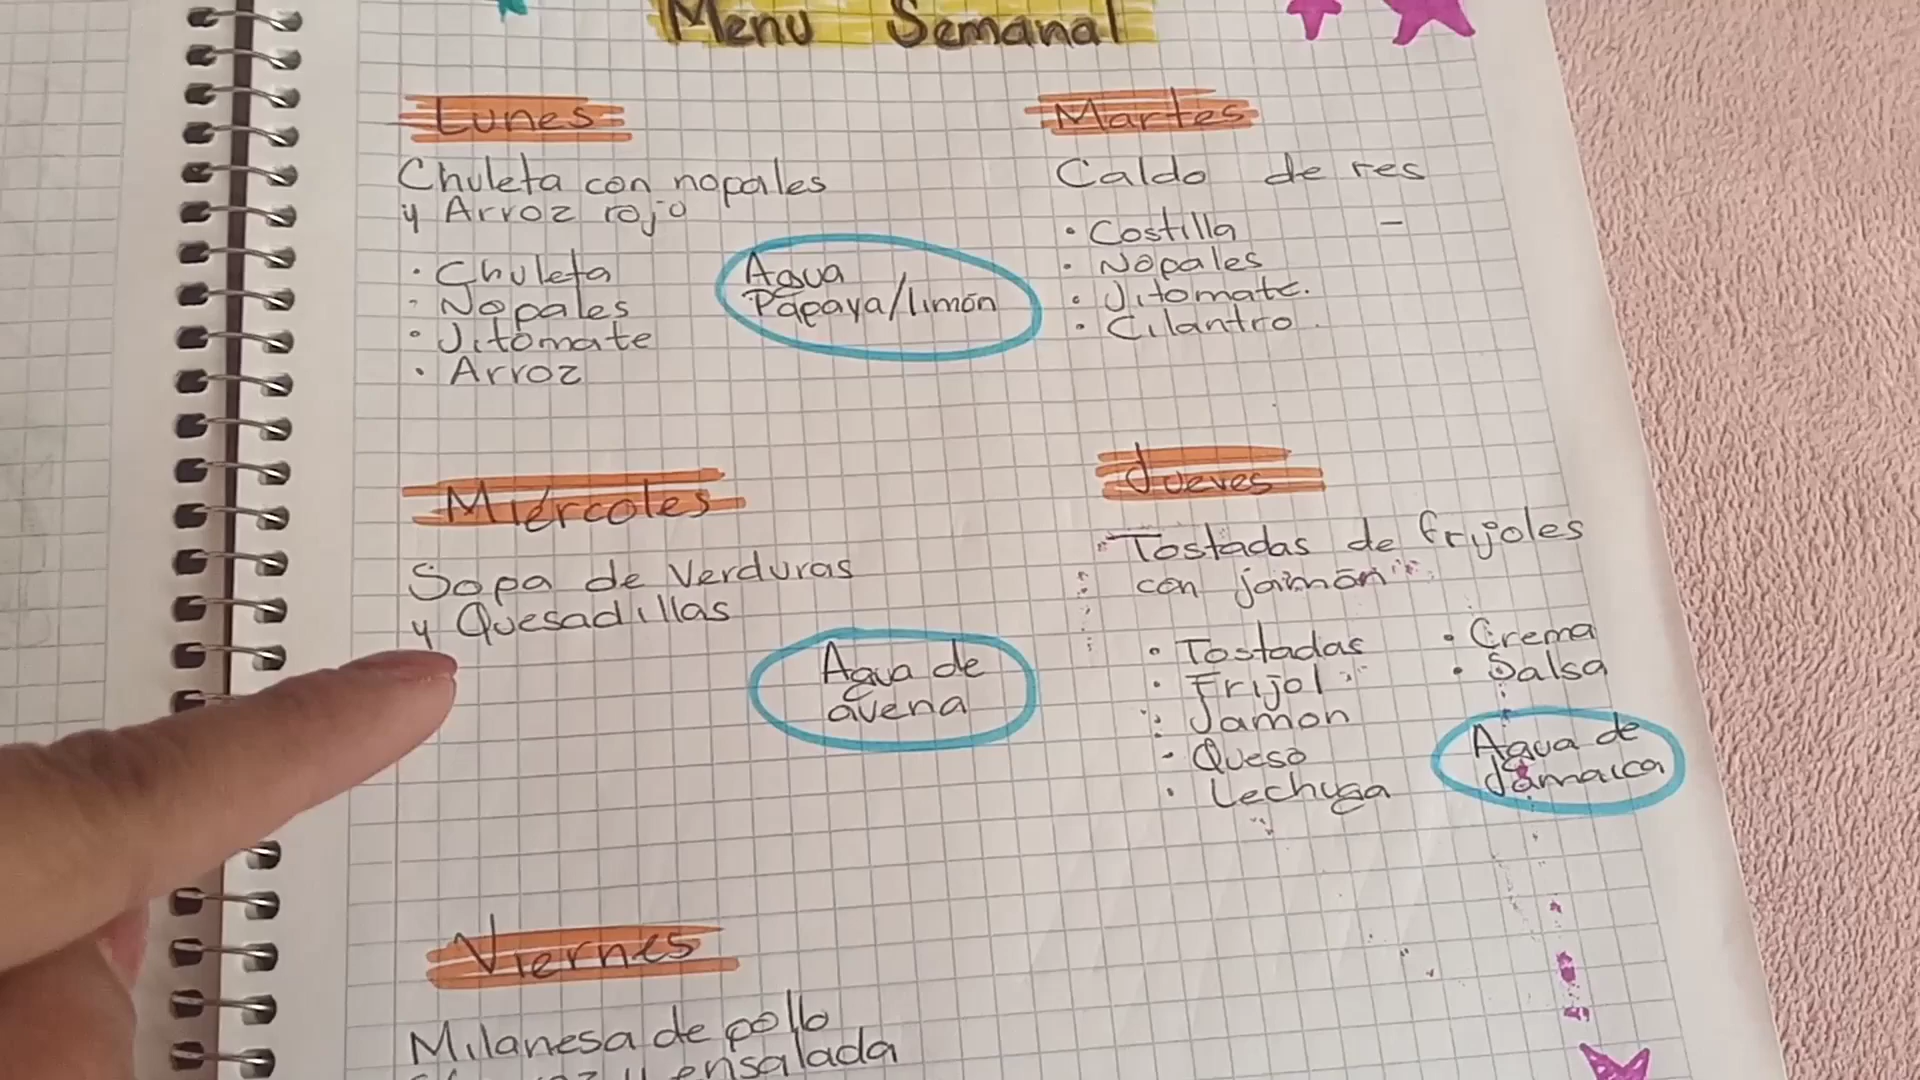 Menu Semanal
Lunes
Chuleta con nopales
y Arroz rojo
• Chuleta
• Nopales
• Jitomate
• Arroz
Agua
Papaya/limón
Martes
Caldo de res
• Costilla -
• Nopales
• Jitomate.
• Cilantro
Miércoles
Sopa de Verduras
y Quesadillas
Agua de
avena
Jueves
Tostadas de frijoles
con jamón
• Tostadas
• Frijol
• Jamon
• Queso
• Lechuga
• Crema
• Salsa
Agua de
Jamaica
Viernes
Milanesa de pollo
y ensalada